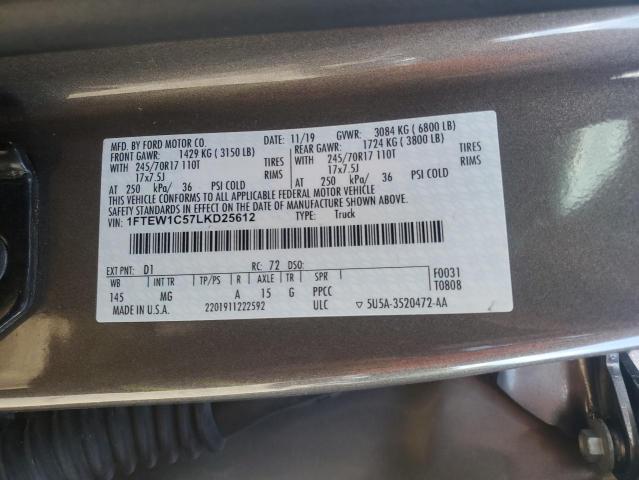 MFD. BY FORD MOTOR CO. DATE: 11/19 GVWR: 3084 KG ( 6800 LB)
FRONT GAWR: 1429 KG ( 3150 LB) REAR GAWR: 1724 KG ( 3800 LB)
WITH 245/70R17 110T TIRES WITH 245/70R17 110T TIRES
17x7.5J RIMS 17x7.5J RIMS
AT 250 kPa/ 36 PSI COLD AT 250 kPa/ 36 PSI COLD
THIS VEHICLE CONFORMS TO ALL APPLICABLE FEDERAL MOTOR VEHICLE
SAFETY STANDARDS IN EFFECT ON THE DATE OF MANUFACTURE SHOWN ABOVE.
VIN: 1FTEW1C57LKD25612 TYPE: Truck
EXT PNT: D1 RC: 72 DSO: F0031
WB INT TR TP/PS R AXLE TR SPR T0808
145 MG A 15 G PPCC
MADE IN U.S.A. 2201911222592 ULC ▽ 5U5A-3520472-AA